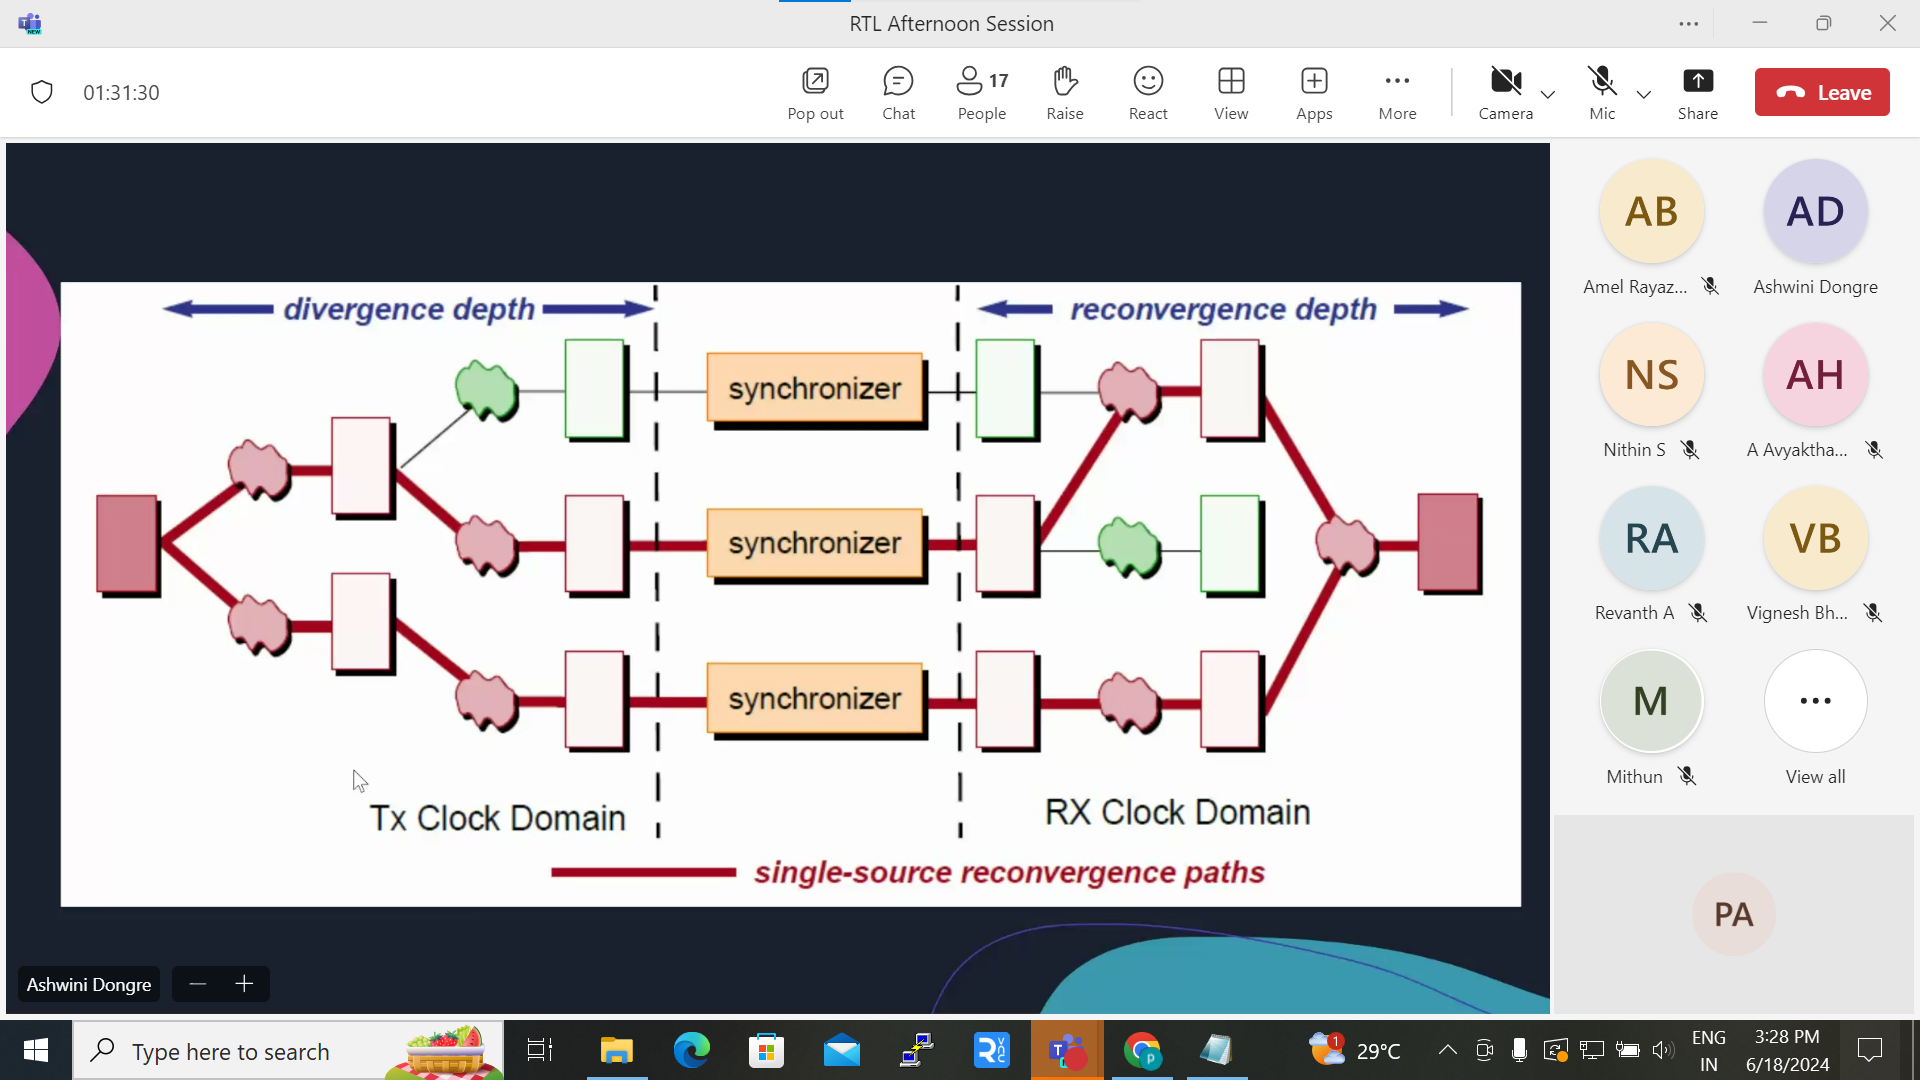 RTL Afternoon Session
01:31:30
Pop out
Chat
17
People
Raise
React
View
Apps
More
Camera
Mic
Share
Leave
divergence depth
reconvergence depth
synchronizer
synchronizer
synchronizer
Tx Clock Domain
RX Clock Domain
single-source reconvergence paths
Ashwini Dongre
AB
AD
Amel Rayaz...
Ashwini Dongre
NS
AH
Nithin S
A Avyaktha...
RA
VB
Revanth A
Vignesh Bh...
M
Mithun
View all
PA
Type here to search
NEW
29°C
1
ENG
IN
3:28 PM
6/18/2024